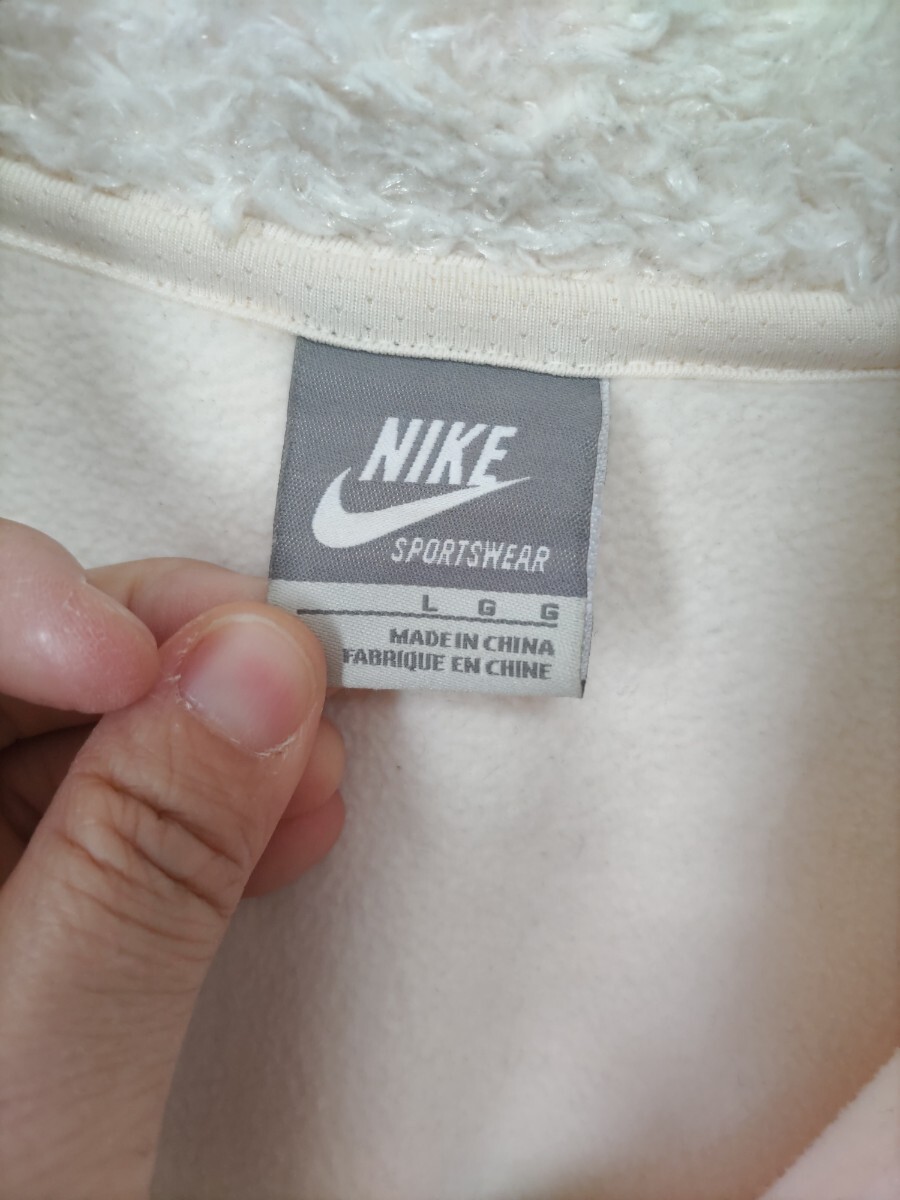 NIKE
SPORTSWEAR
L G G
MADE IN CHINA
FABRIQUE EN CHINE